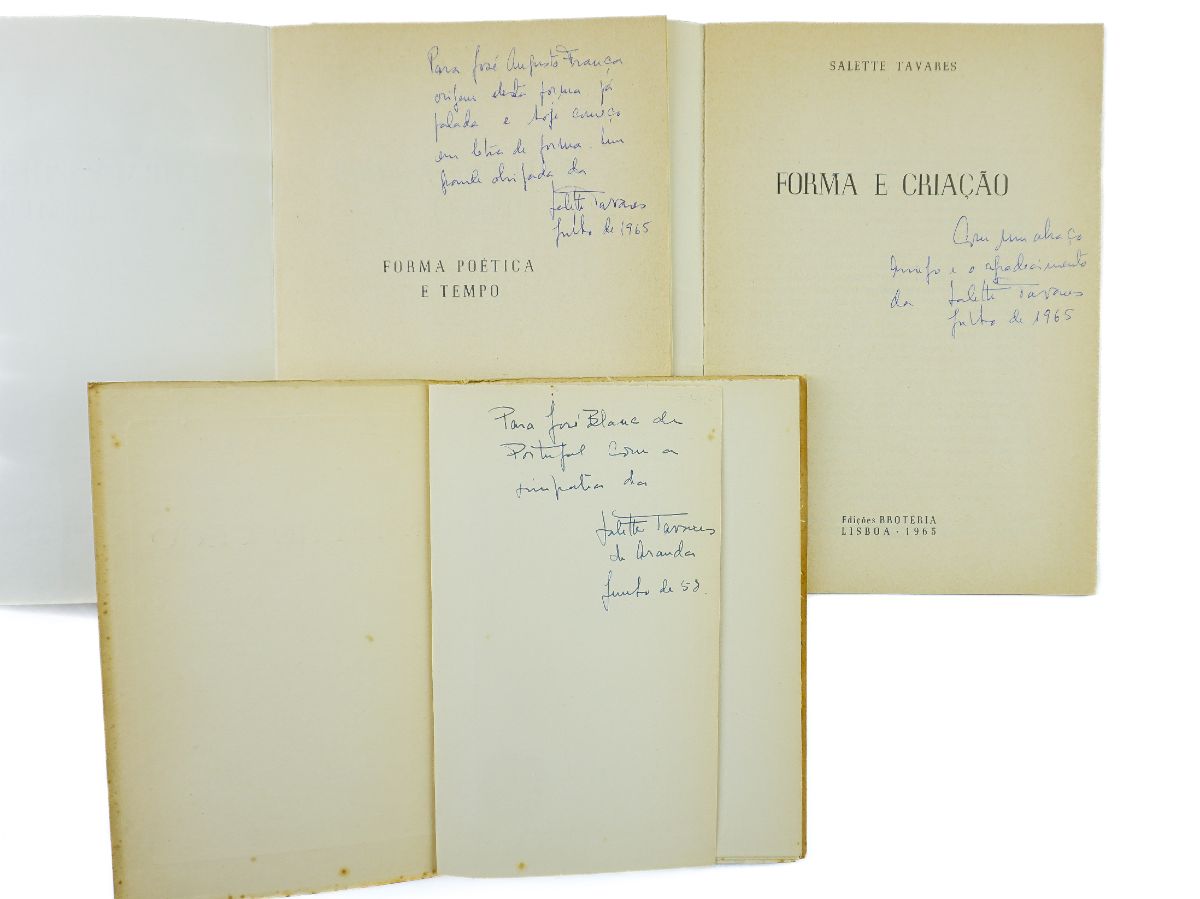 Para José Augusto França
origem desta forma já
falada e hoje começo
em letra de forma. Um
grande obrigada da
Salette Tavares
Julho de 1965
FORMA POÉTICA
E TEMPO
SALETTE TAVARES
FORMA E CRIAÇÃO
Com um abraço
amigo e o agradecimento
da Salette Tavares
Julho de 1965
Edições BROTERIA
LISBOA · 1965
Para José Blanc de
Portugal com a
simpatia da
Salette Tavares
de Aranda
Junho de 58.